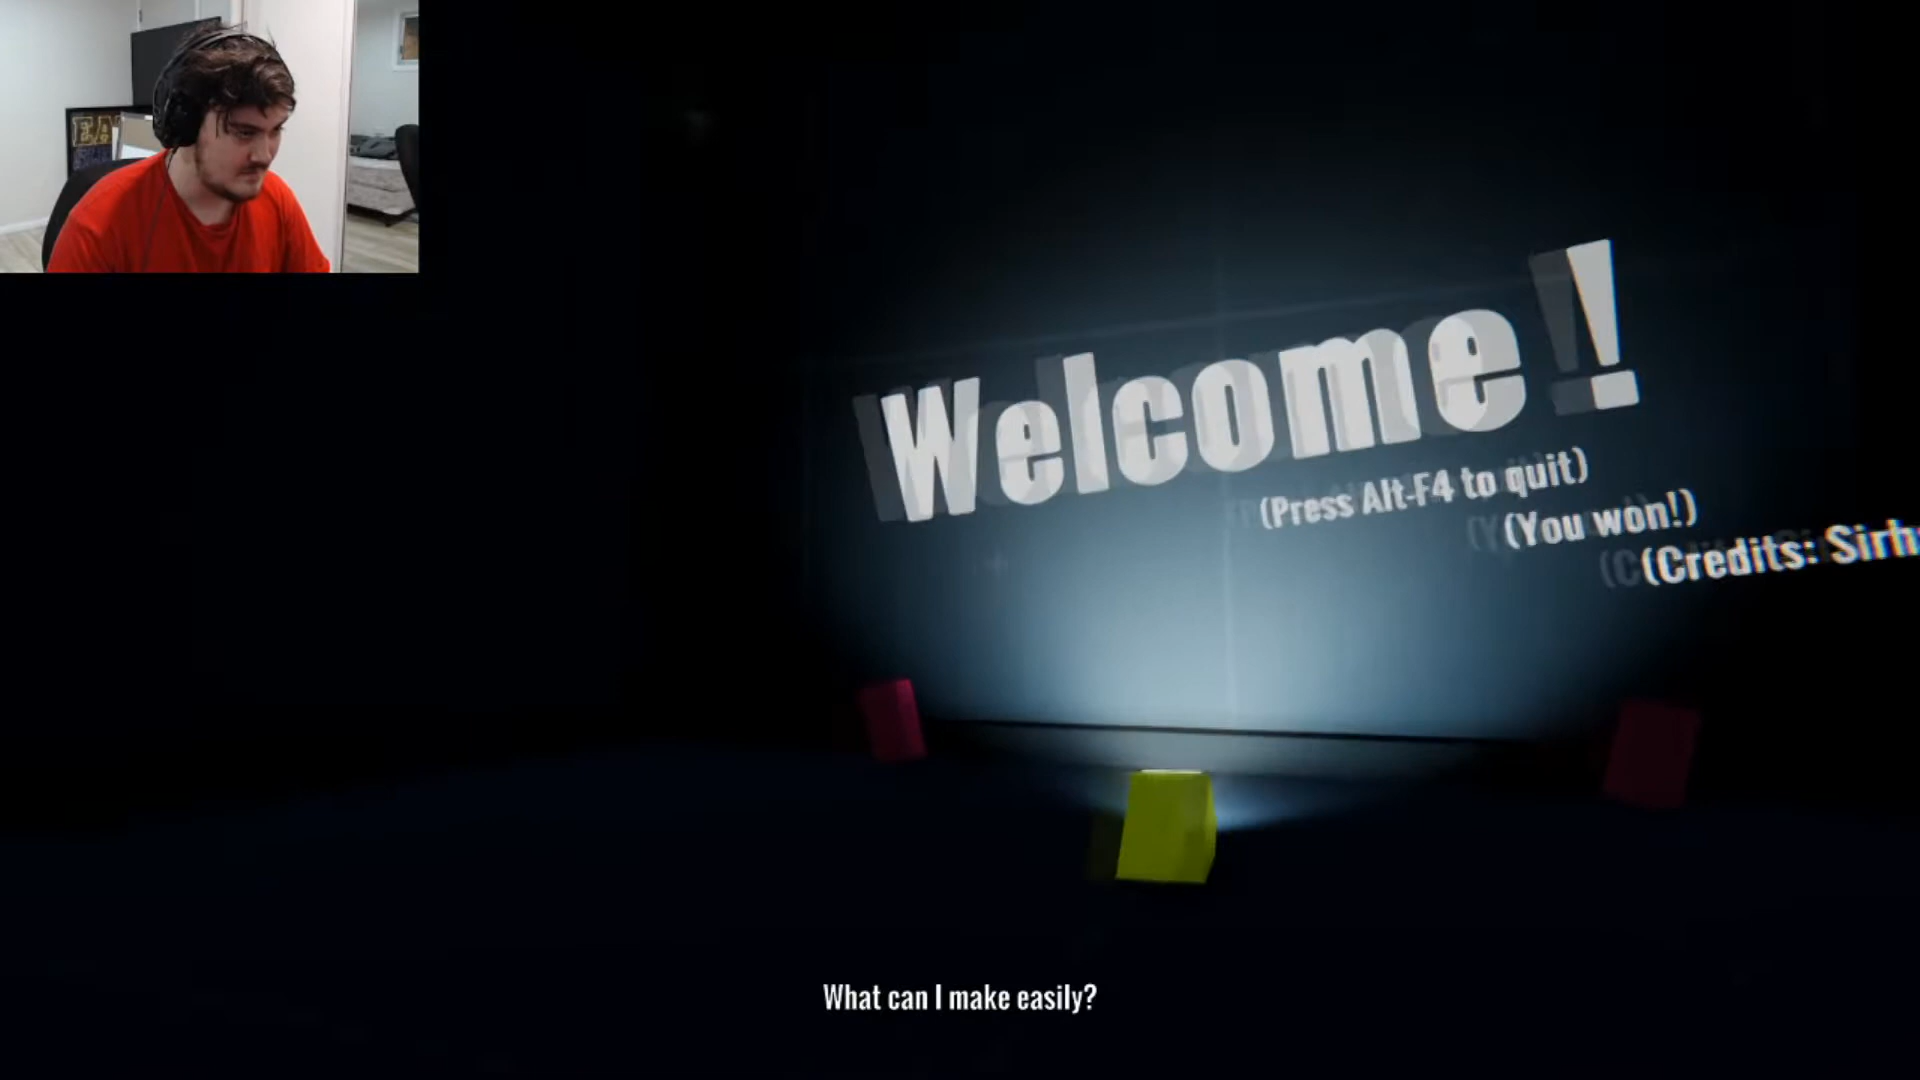 Welcome!
(Press Alt-F4 to quit)
(You won!)
(Credits:
What can I make easily?